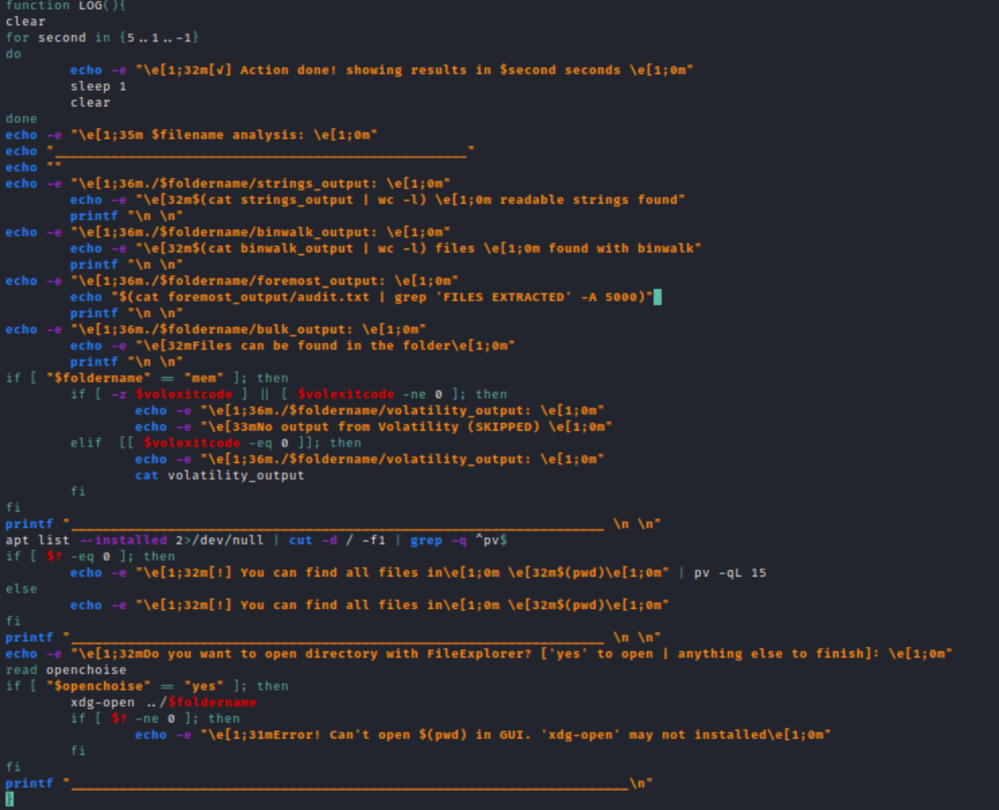 function LOG(){
clear
for second in {5..1..-1}
do
        echo -e "\e[1;32m[√] Action done! showing results in $second seconds \e[1;0m"
        sleep 1
        clear
done
echo -e "\e[1;35m $filename analysis: \e[1;0m"
echo "____________________________________________________"
echo ""
echo -e "\e[1;36m./$foldername/strings_output: \e[1;0m"
        echo -e "\e[32m$(cat strings_output | wc -l) \e[1;0m readable strings found"
        printf "\n \n"
echo -e "\e[1;36m./$foldername/binwalk_output: \e[1;0m"
        echo -e "\e[32m$(cat binwalk_output | wc -l) files \e[1;0m found with binwalk"
        printf "\n \n"
echo -e "\e[1;36m./$foldername/foremost_output: \e[1;0m"
        echo "$(cat foremost_output/audit.txt | grep 'FILES EXTRACTED' -A 5000)"
        printf "\n \n"
echo -e "\e[1;36m./$foldername/bulk_output: \e[1;0m"
        echo -e "\e[32mFiles can be found in the folder\e[1;0m"
        printf "\n \n"
if [ "$foldername" == "mem" ]; then
        if [ -z $volexitcode ] || [ $volexitcode -ne 0 ]; then
                echo -e "\e[1;36m./$foldername/volatility_output: \e[1;0m"
                echo -e "\e[33mNo output from Volatility (SKIPPED) \e[1;0m"
        elif  [[ $volexitcode -eq 0 ]]; then
                echo -e "\e[1;36m./$foldername/volatility_output: \e[1;0m"
                cat volatility_output
        fi
fi
printf "___________________________________________________________________ \n \n"
apt list --installed 2>/dev/null | cut -d / -f1 | grep -q ^pv$
if [ $? -eq 0 ]; then
        echo -e "\e[1;32m[!] You can find all files in\e[1;0m \e[32m$(pwd)\e[1;0m" | pv -qL 15
else
        echo -e "\e[1;32m[!] You can find all files in\e[1;0m \e[32m$(pwd)\e[1;0m"
fi
printf "___________________________________________________________________ \n \n"
echo -e "\e[1;32mDo you want to open directory with FileExplorer? ['yes' to open | anything else to finish]: \e[1;0m"
read openchoise
if [ "$openchoise" == "yes" ]; then
        xdg-open ../$foldername
        if [ $? -ne 0 ]; then
                echo -e "\e[1;31mError! Can't open $(pwd) in GUI. 'xdg-open' may not installed\e[1;0m"
        fi
fi
printf "______________________________________________________________________\n"
}